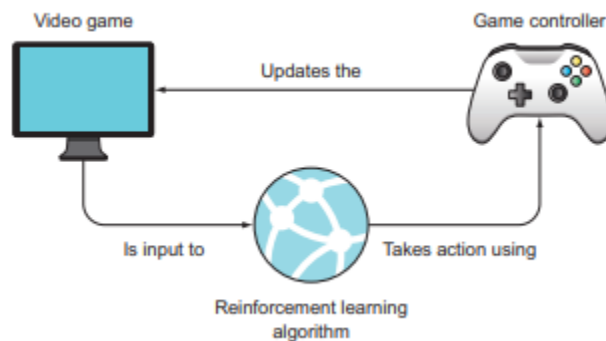 Video game
Game controller
Updates the
Is input to
Takes action using
Reinforcement learning
algorithm